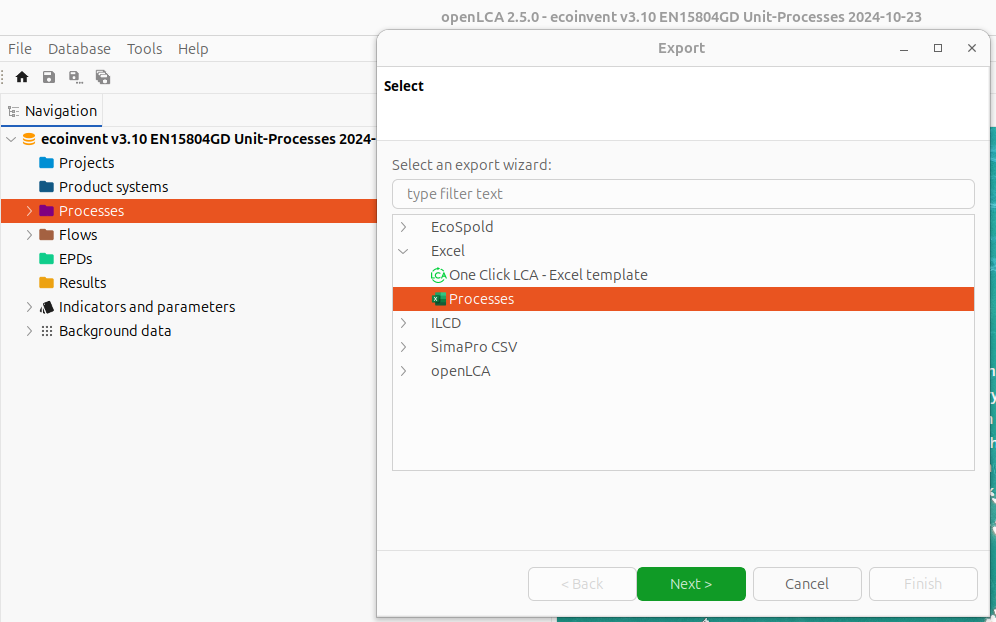 openLCA 2.5.0 - ecoinvent v3.10 EN15804GD Unit-Processes 2024-10-23
File Database Tools Help
Navigation
ecoinvent v3.10 EN15804GD Unit-Processes 2024-
Projects
Product systems
Processes
Flows
EPDs
Results
Indicators and parameters
Background data
Export
Select
Select an export wizard:
type filter text
EcoSpold
Excel
One Click LCA - Excel template
Processes
ILCD
SimaPro CSV
openLCA
< Back
Next >
Cancel
Finish